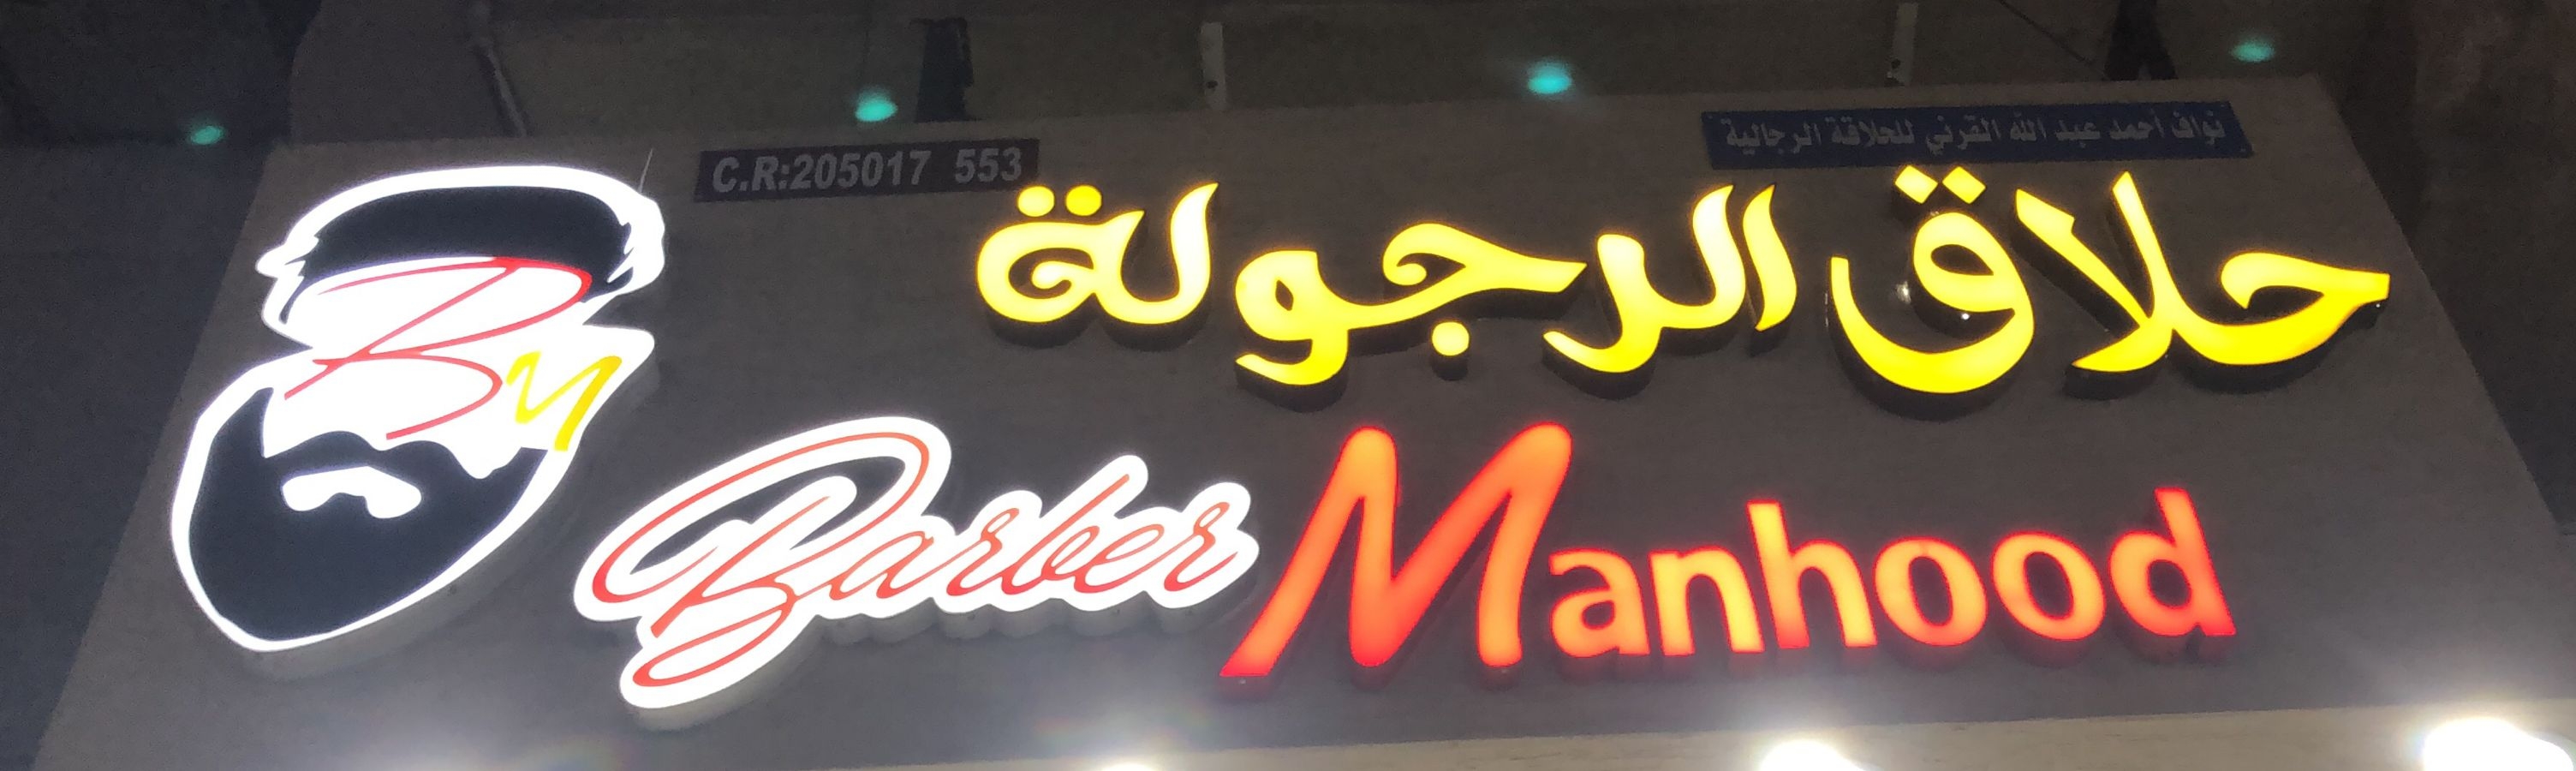 نواف أحمد عبد الله القرني للحلاقة الرجالية
C.R:205017 553
حلاق الرجولة
BM
Barber Manhood